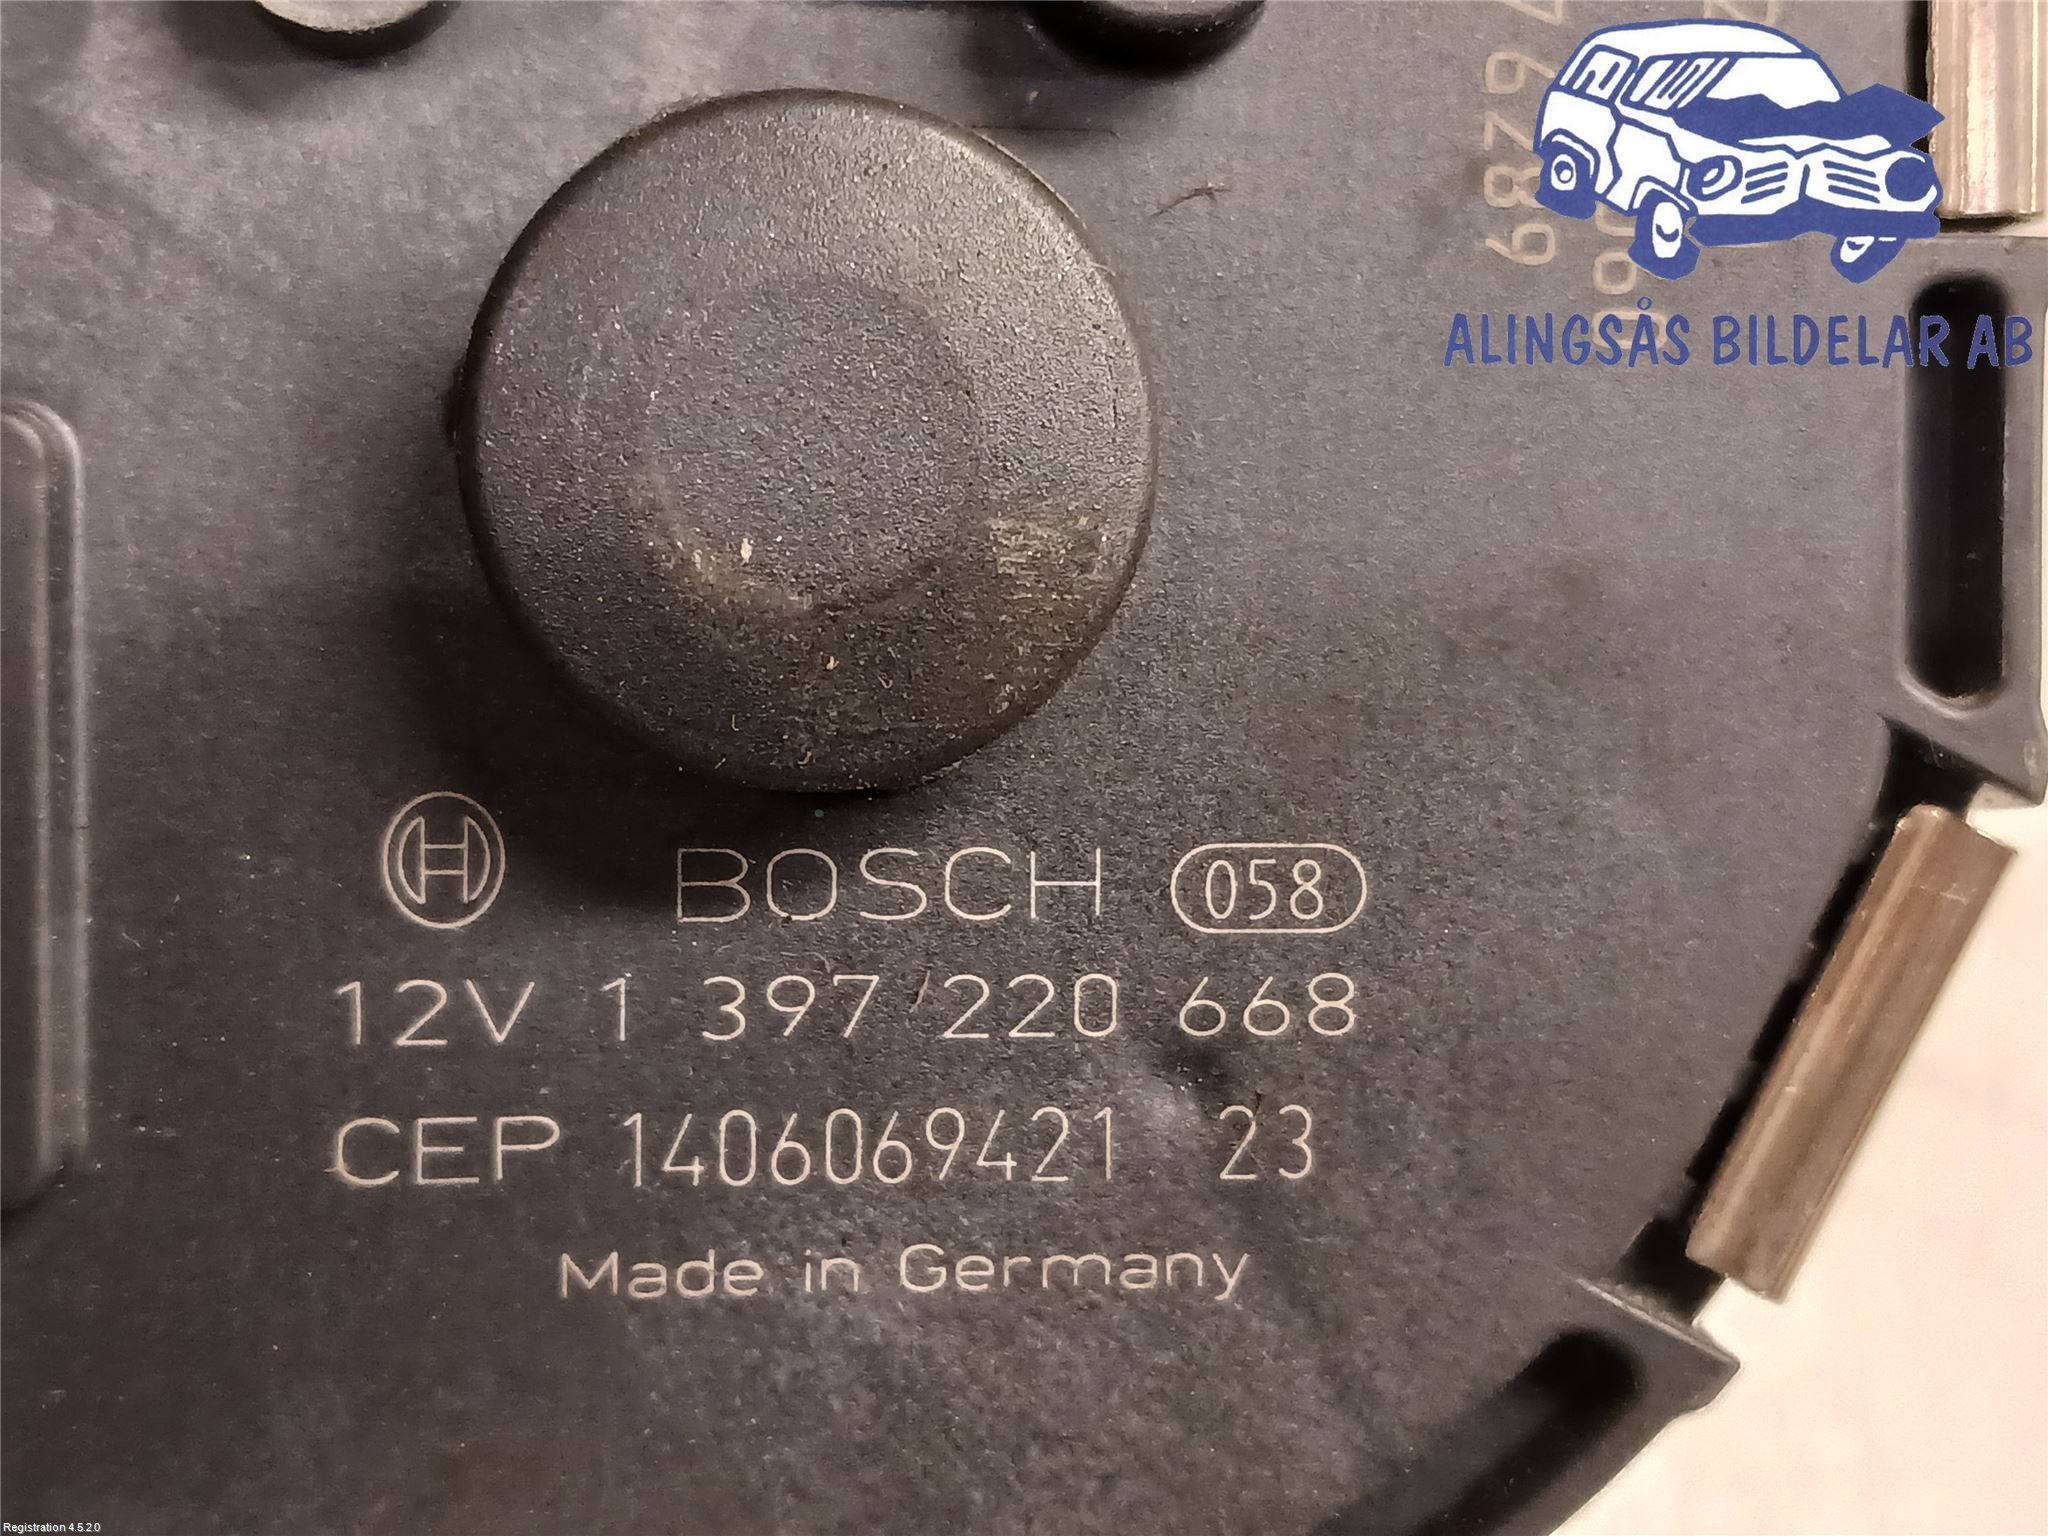 ALINGSÅS BILDELAR AB
BOSCH 058
12V 1 397 220 668
CEP 1406069421 23
Made in Germany
Registration 4.5.2.0